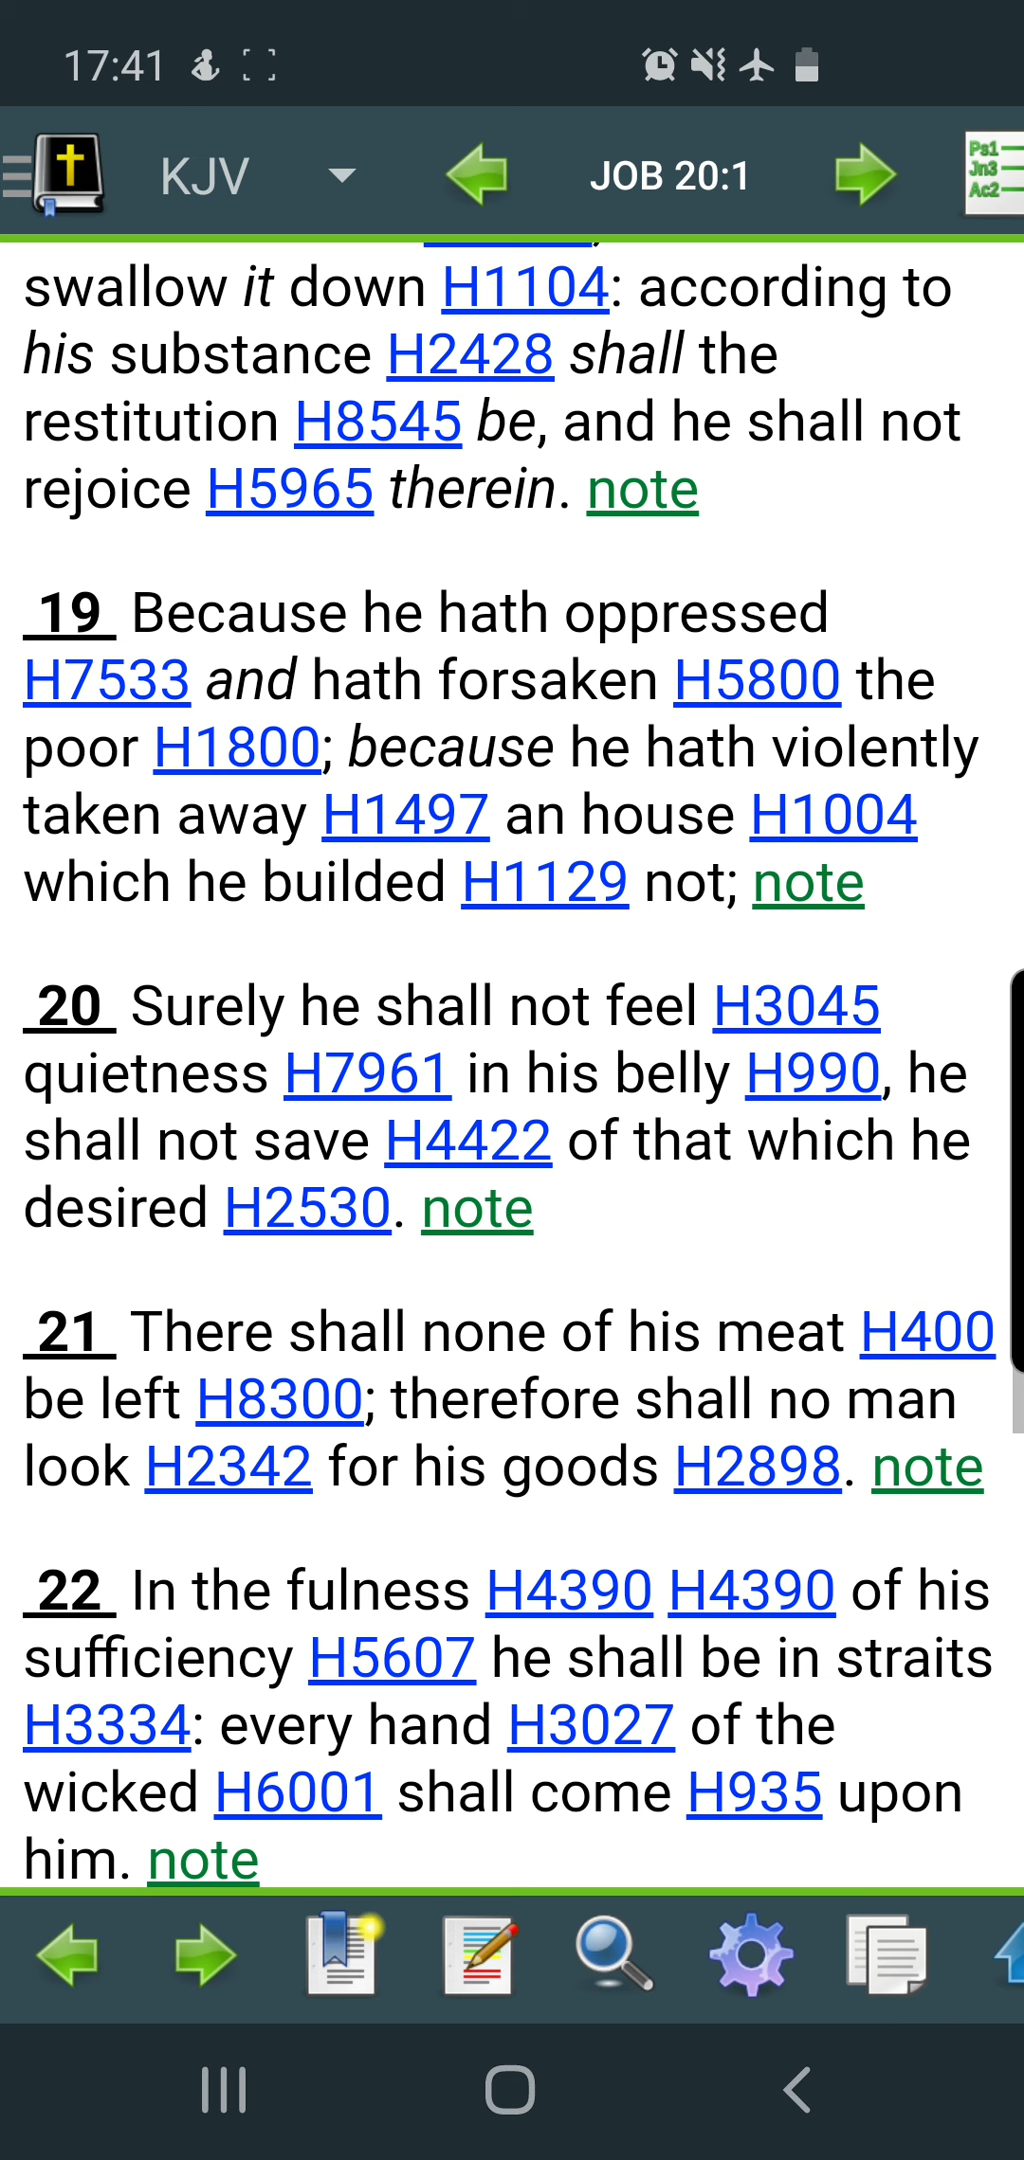 17:41
KJV
JOB 20:1
Ps1
Jn3
Ac2
swallow it down H1104: according to
his substance H2428 shall the
restitution H8545 be, and he shall not
rejoice H5965 therein. note
19 Because he hath oppressed
H7533 and hath forsaken H5800 the
poor H1800; because he hath violently
taken away H1497 an house H1004
which he builded H1129 not; note
20 Surely he shall not feel H3045
quietness H7961 in his belly H990, he
shall not save H4422 of that which he
desired H2530. note
21 There shall none of his meat H400
be left H8300; therefore shall no man
look H2342 for his goods H2898. note
22 In the fulness H4390 H4390 of his
sufficiency H5607 he shall be in straits
H3334: every hand H3027 of the
wicked H6001 shall come H935 upon
him. note